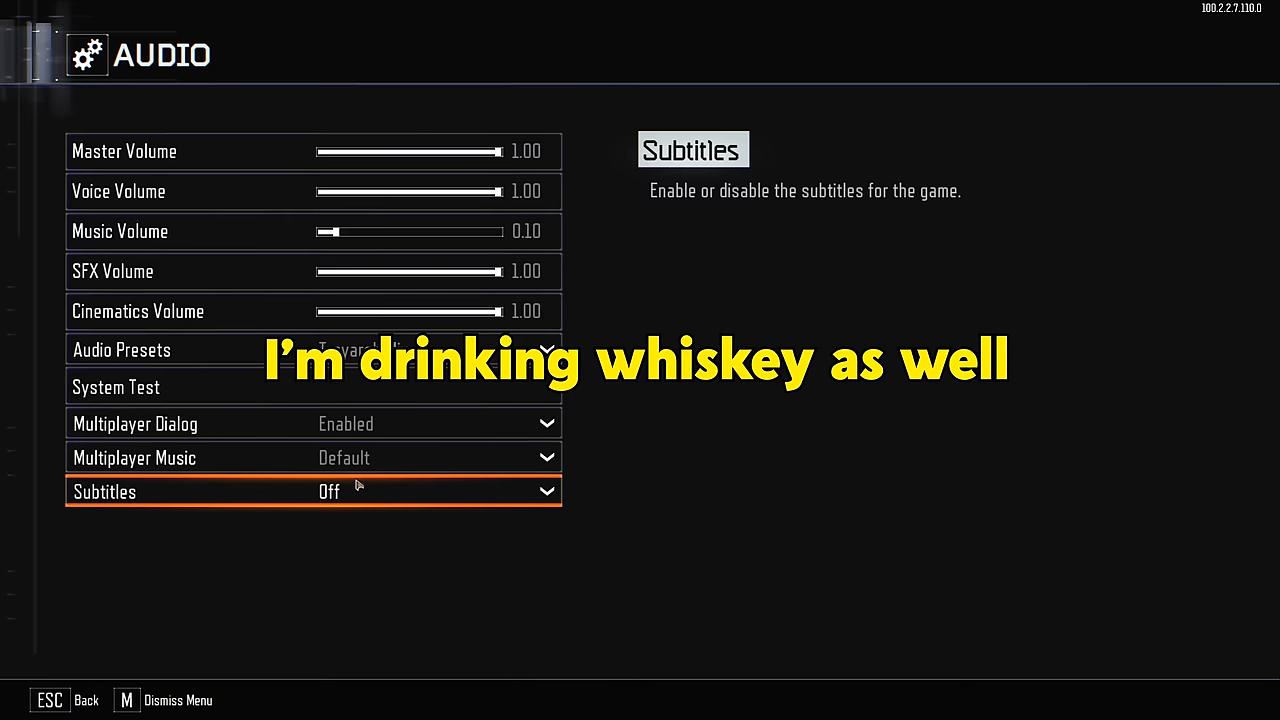 100.2.2.7.110.0
AUDIO
Master Volume 1.00
Voice Volume 1.00
Music Volume 0.10
SFX Volume 1.00
Cinematics Volume 1.00
Audio Presets
System Test
Multiplayer Dialog Enabled
Multiplayer Music Default
Subtitles Off
Subtitles
Enable or disable the subtitles for the game.
I'm drinking whiskey as well
ESC Back M Dismiss Menu